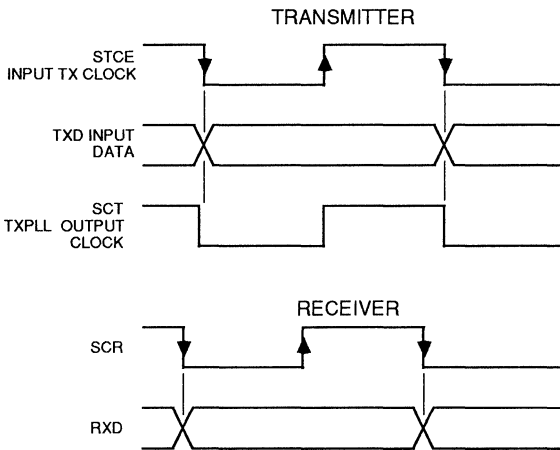 TRANSMITTER
STCE
INPUT TX CLOCK
TXD INPUT
DATA
SCT
TXPLL OUTPUT
CLOCK
RECEIVER
SCR
RXD